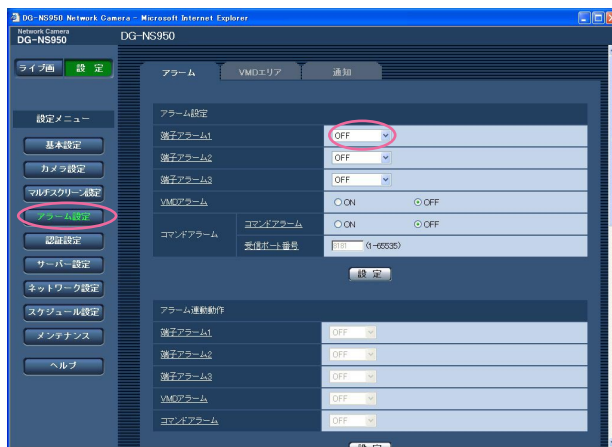 DG-NS950 Network Camera - Microsoft Internet Explorer
Network Camera
DG-NS950
DG-NS950
ライブ画 設 定
設定メニュー
基本設定
カメラ設定
マルチスクリーン設定
アラーム設定
認証設定
サーバー設定
ネットワーク設定
スケジュール設定
メンテナンス
ヘルプ
アラーム VMDエリア 通知
アラーム設定
端子アラーム1 OFF
端子アラーム2 OFF
端子アラーム3 OFF
VMDアラーム ON OFF
コマンドアラーム コマンドアラーム ON OFF
受信ポート番号 8181 (1-65535)
設 定
アラーム連動動作
端子アラーム1 OFF
端子アラーム2 OFF
端子アラーム3 OFF
VMDアラーム OFF
コマンドアラーム OFF
設 定